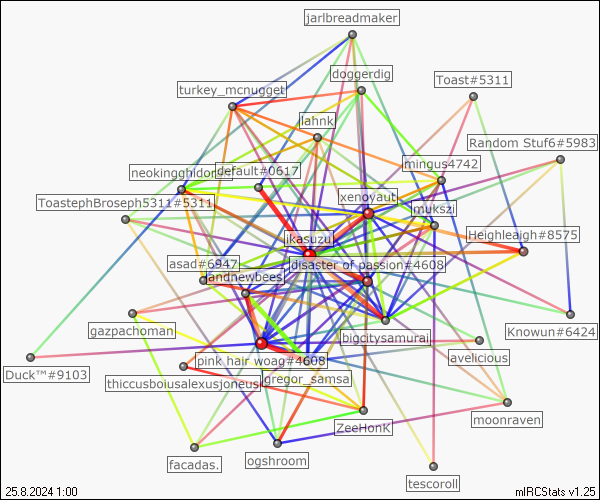 jarlbreadmaker
doggerdig
Toast#5311
turkey_mcnugget
lahnk
Random Stuf6#5983
neokingghidorah
default#0617
mingus4742
ToastephBroseph5311#5311
xenoyaut
mukszi
Heighleaigh#8575
ikasuzu
asad#6947
disaster of passion#4608
andnewbees
gazpachoman
bigcitysamurai
Knowun#6424
avelicious
Duck™#9103
pink hair woag#4608
thiccusboiusalexusjoneus
gregor_samsa
moonraven
ZeeHonK
facadas.
ogshroom
tescoroll
25.8.2024 1:00
mIRCStats v1.25